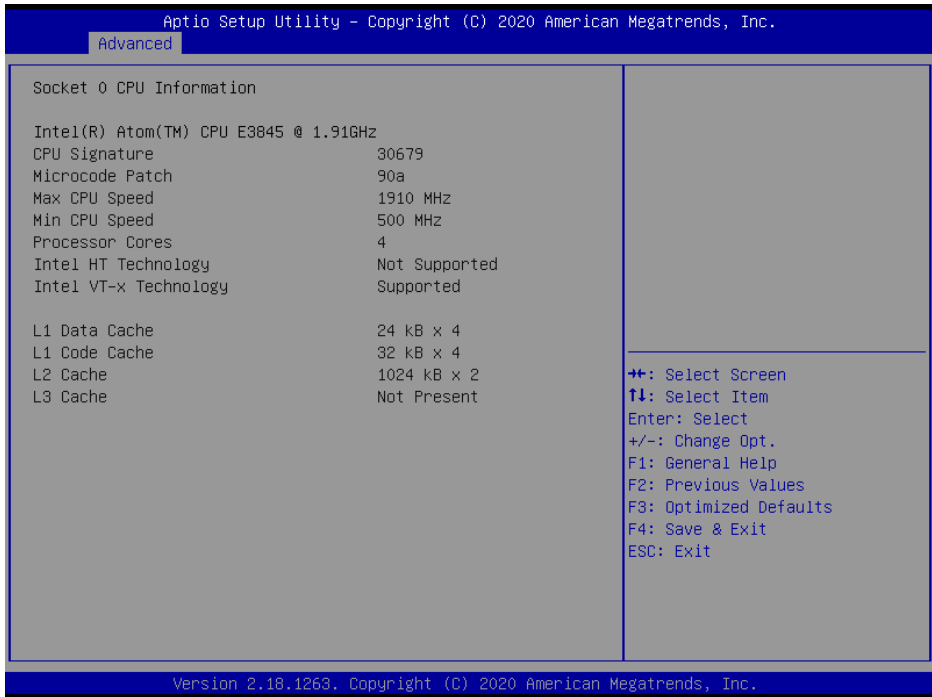 Aptio Setup Utility – Copyright (C) 2020 American Megatrends, Inc.
Advanced
Socket 0 CPU Information
Intel(R) Atom(TM) CPU E3845 @ 1.91GHz
CPU Signature 30679
Microcode Patch 90a
Max CPU Speed 1910 MHz
Min CPU Speed 500 MHz
Processor Cores 4
Intel HT Technology Not Supported
Intel VT-x Technology Supported
L1 Data Cache 24 kB x 4
L1 Code Cache 32 kB x 4
L2 Cache 1024 kB x 2
L3 Cache Not Present
→←: Select Screen
↑↓: Select Item
Enter: Select
+/-: Change Opt.
F1: General Help
F2: Previous Values
F3: Optimized Defaults
F4: Save & Exit
ESC: Exit
Version 2.18.1263. Copyright (C) 2020 American Megatrends, Inc.